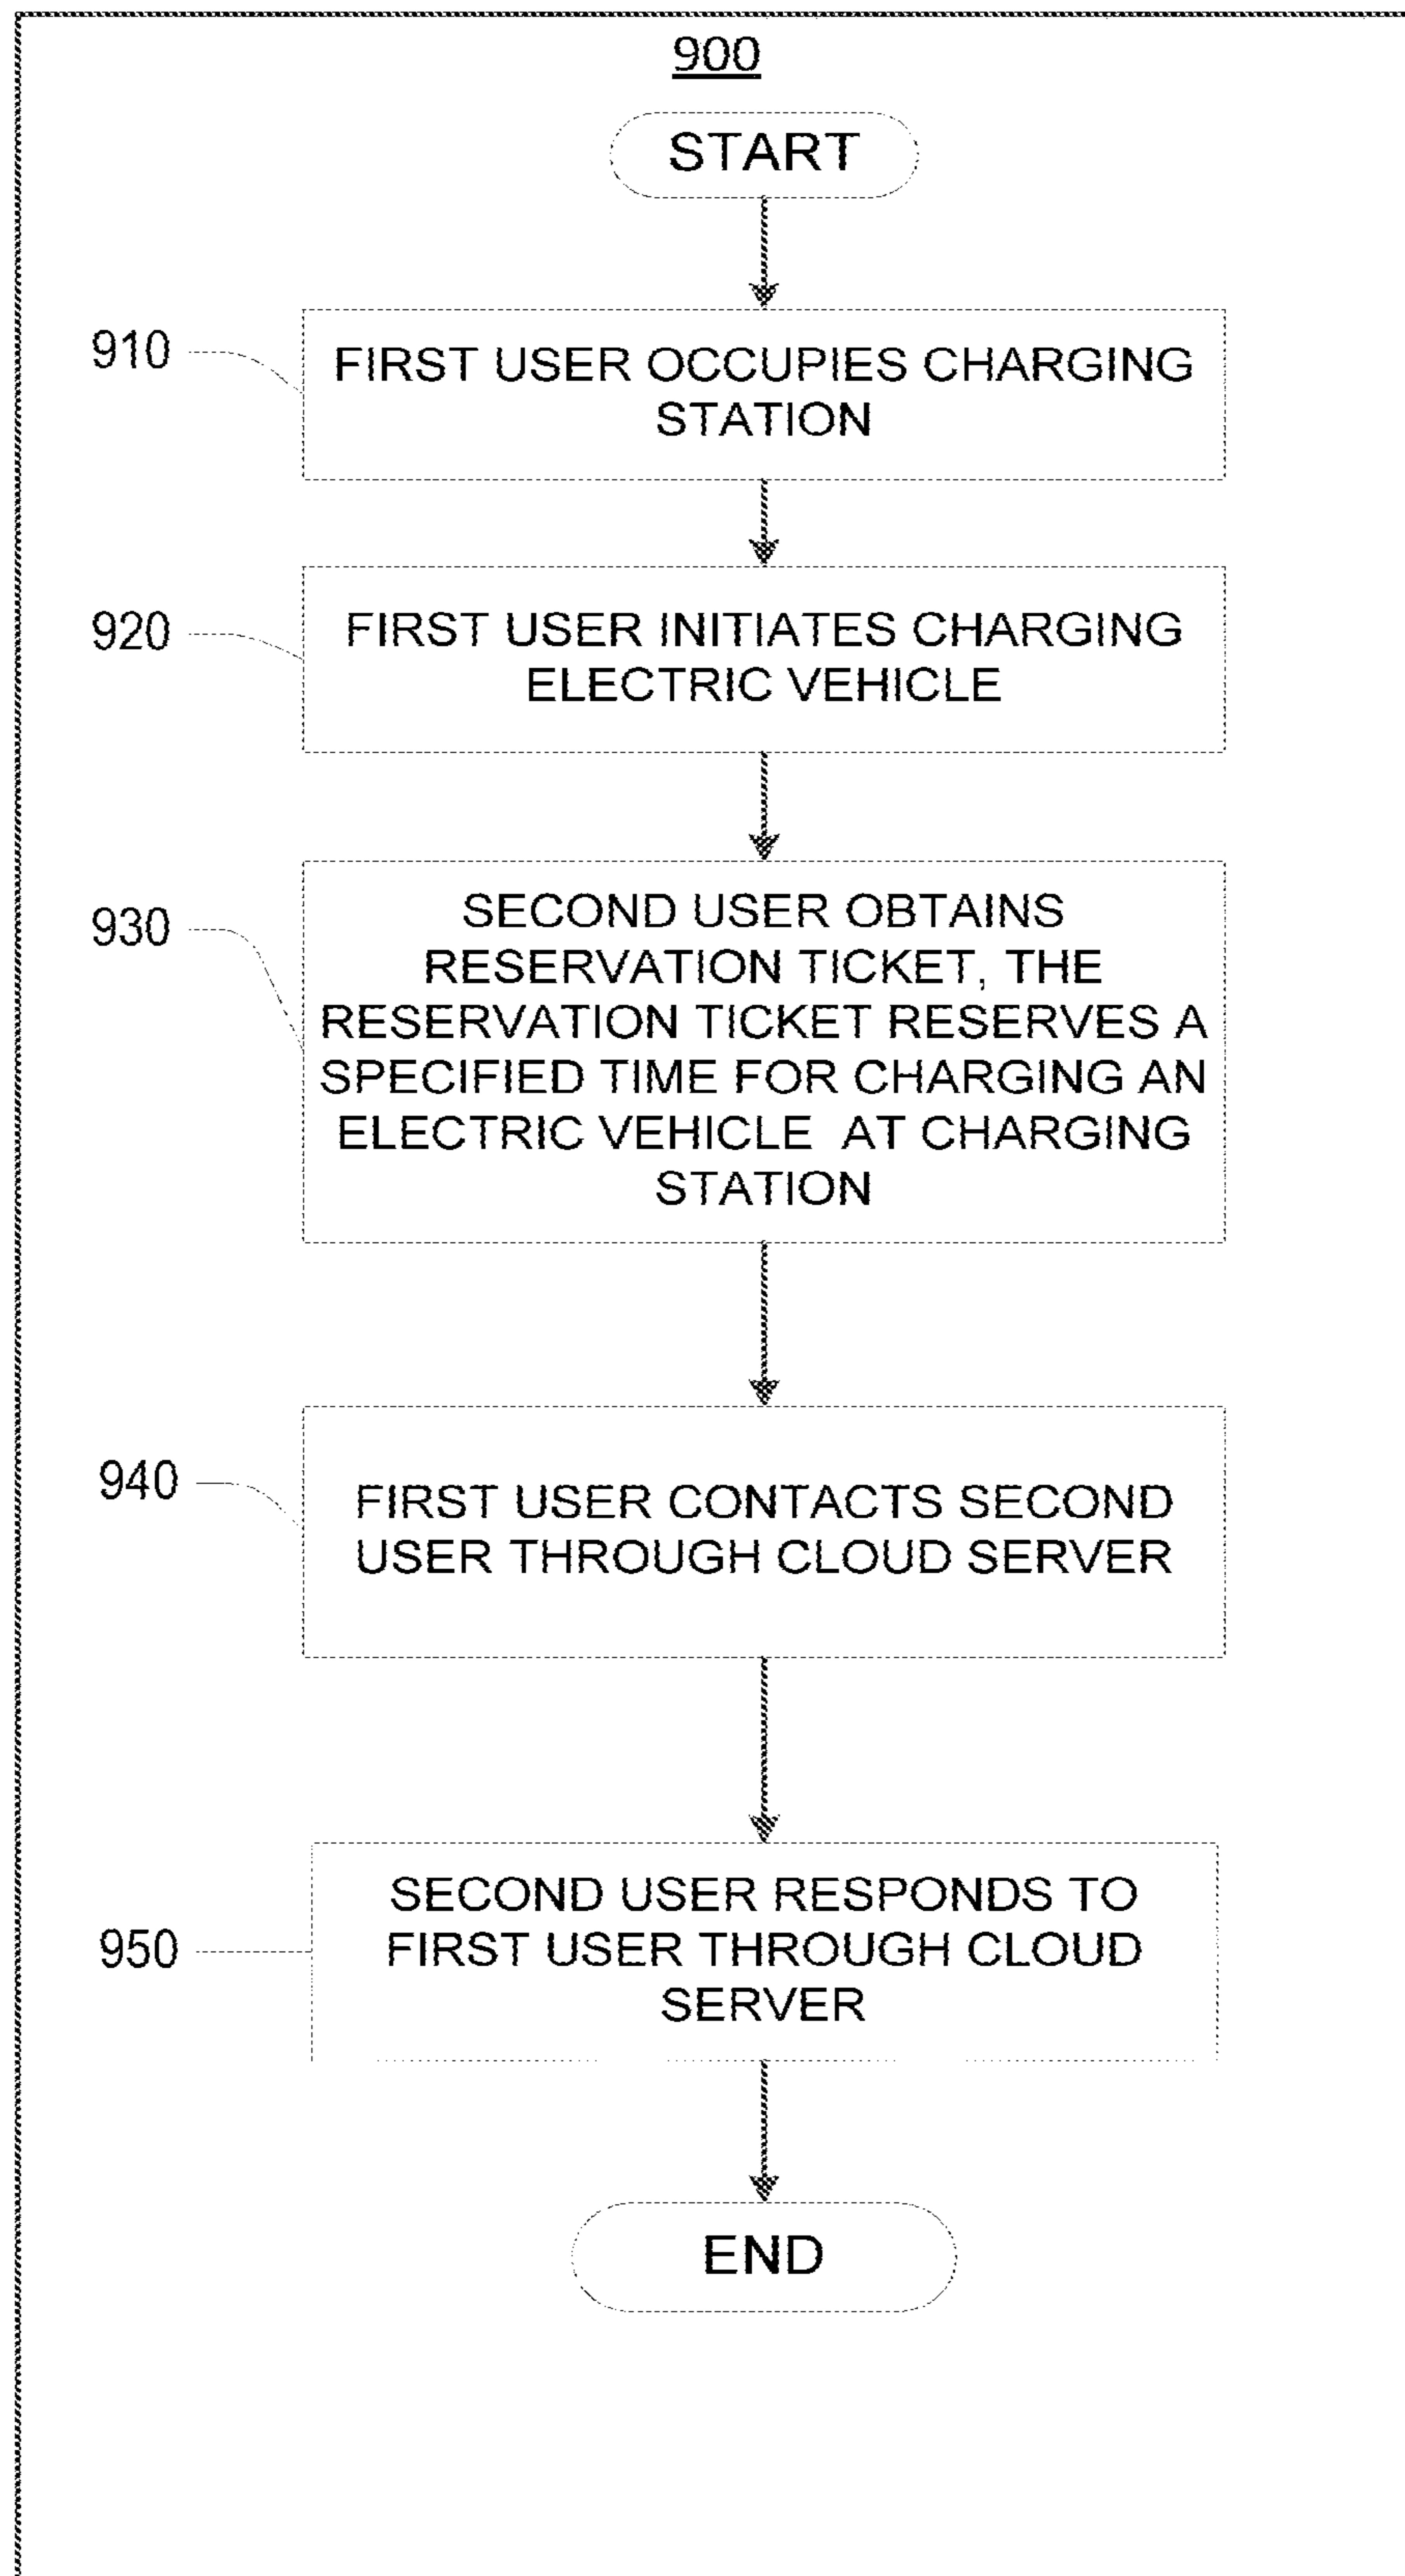 900
START
910
FIRST USER OCCUPIES CHARGING
STATION
920
FIRST USER INITIATES CHARGING
ELECTRIC VEHICLE
930
SECOND USER OBTAINS
RESERVATION TICKET, THE
RESERVATION TICKET RESERVES A
SPECIFIED TIME FOR CHARGING AN
ELECTRIC VEHICLE AT CHARGING
STATION
940
FIRST USER CONTACTS SECOND
USER THROUGH CLOUD SERVER
950
SECOND USER RESPONDS TO
FIRST USER THROUGH CLOUD
SERVER
END